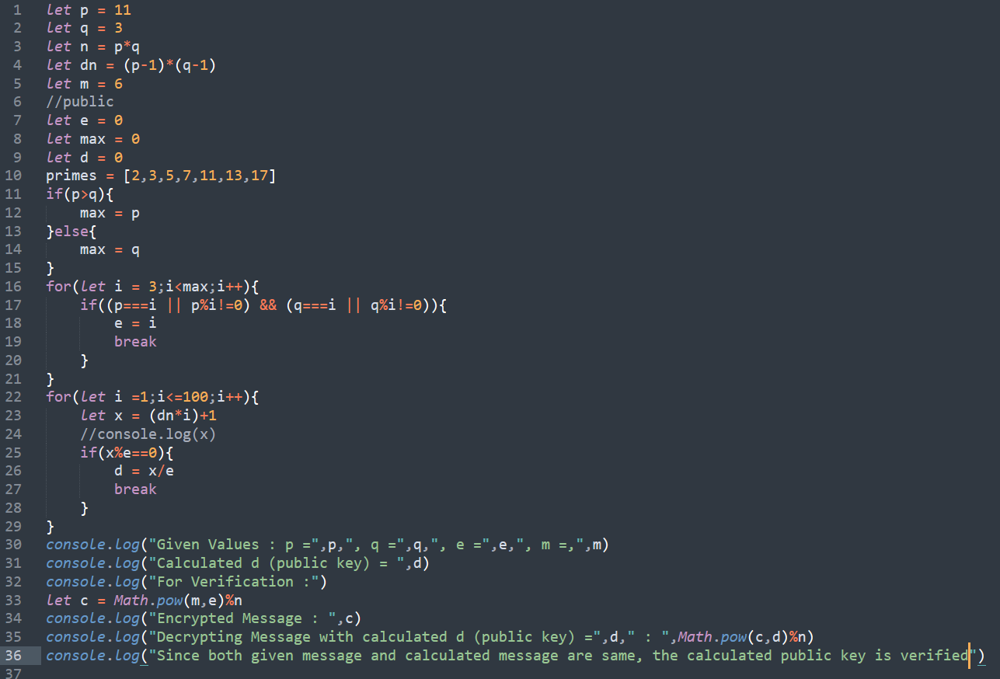 1 let p = 11
2 let q = 3
3 let n = p*q
4 let dn = (p-1)*(q-1)
5 let m = 6
6 //public
7 let e = 0
8 let max = 0
9 let d = 0
10 primes = [2,3,5,7,11,13,17]
11 if(p>q){
12     max = p
13 }else{
14     max = q
15 }
16 for(let i = 3;i<max;i++){
17     if((p===i || p%i!=0) && (q===i || q%i!=0)){
18         e = i
19         break
20     }
21 }
22 for(let i =1;i<=100;i++){
23     let x = (dn*i)+1
24     //console.log(x)
25     if(x%e==0){
26         d = x/e
27         break
28     }
29 }
30 console.log("Given Values : p =",p,", q =",q,", e =",e,", m =,",m)
31 console.log("Calculated d (public key) = ",d)
32 console.log("For Verification :")
33 let c = Math.pow(m,e)%n
34 console.log("Encrypted Message : ",c)
35 console.log("Decrypting Message with calculated d (public key) =",d," : ",Math.pow(c,d)%n)
36 console.log("Since both given message and calculated message are same, the calculated public key is verified")
37